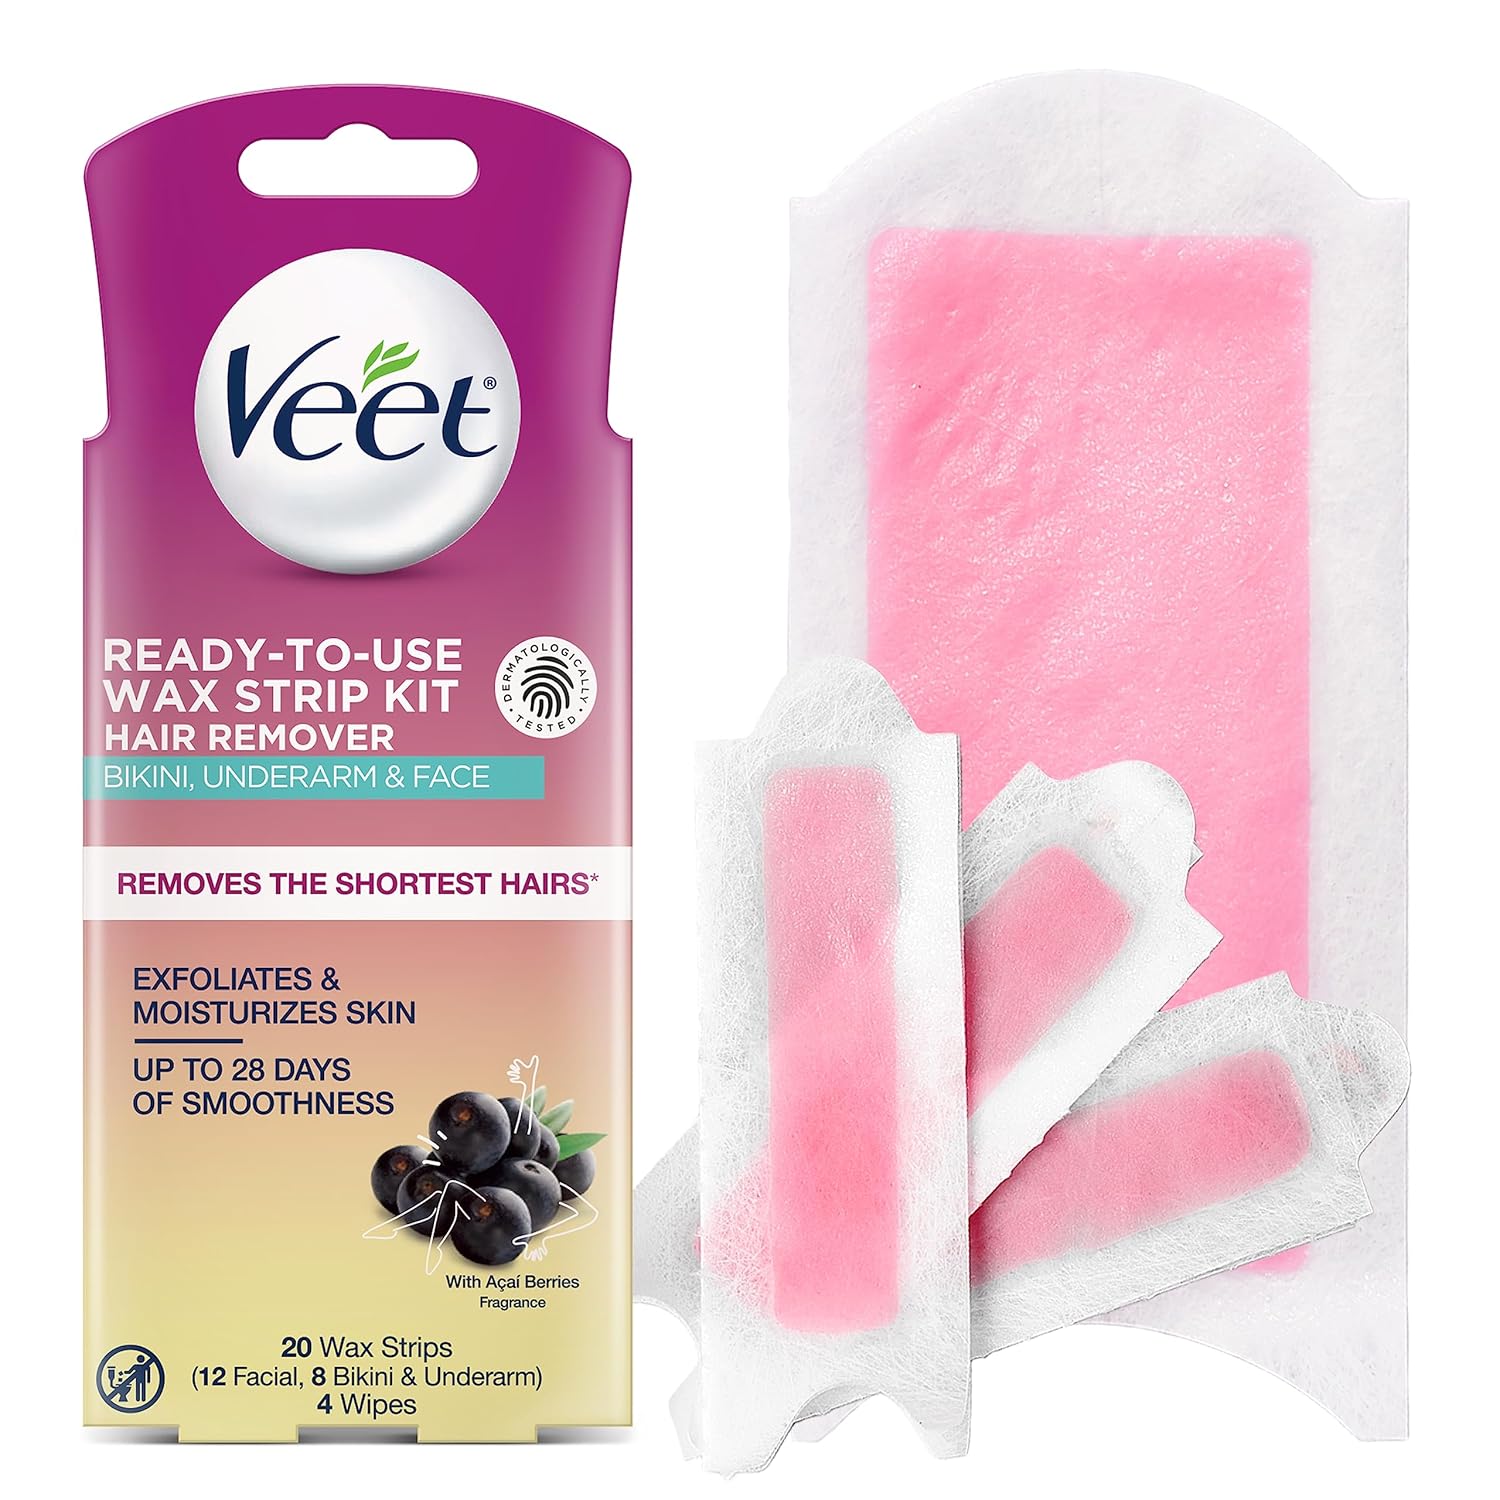 Veet®
READY-TO-USE
WAX STRIP KIT
HAIR REMOVER
BIKINI, UNDERARM & FACE
• DERMATOLOGICALLY • TESTED
REMOVES THE SHORTEST HAIRS*
EXFOLIATES &
MOISTURIZES SKIN
UP TO 28 DAYS
OF SMOOTHNESS
With Açaí Berries
Fragrance
20 Wax Strips
(12 Facial, 8 Bikini & Underarm)
4 Wipes